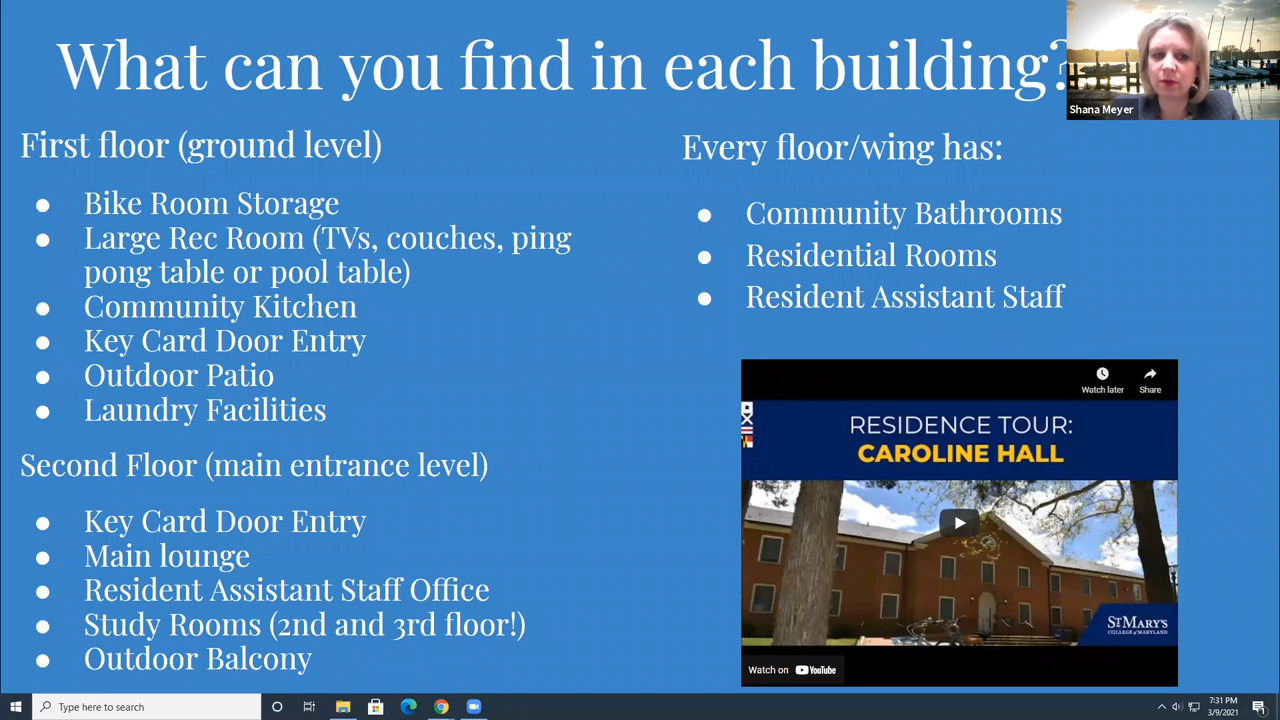 What can you find in each building?
Shana Meyer
First floor (ground level)
● Bike Room Storage
● Large Rec Room (TVs, couches, ping
pong table or pool table)
● Community Kitchen
● Key Card Door Entry
● Outdoor Patio
● Laundry Facilities
Second Floor (main entrance level)
● Key Card Door Entry
● Main lounge
● Resident Assistant Staff Office
● Study Rooms (2nd and 3rd floor!)
● Outdoor Balcony
Every floor/wing has:
● Community Bathrooms
● Residential Rooms
● Resident Assistant Staff
Watch later
Share
RESIDENCE TOUR:
CAROLINE HALL
ST MARY'S
COLLEGE of MARYLAND
Watch on YouTube
Type here to search
7:31 PM
3/9/2021
1